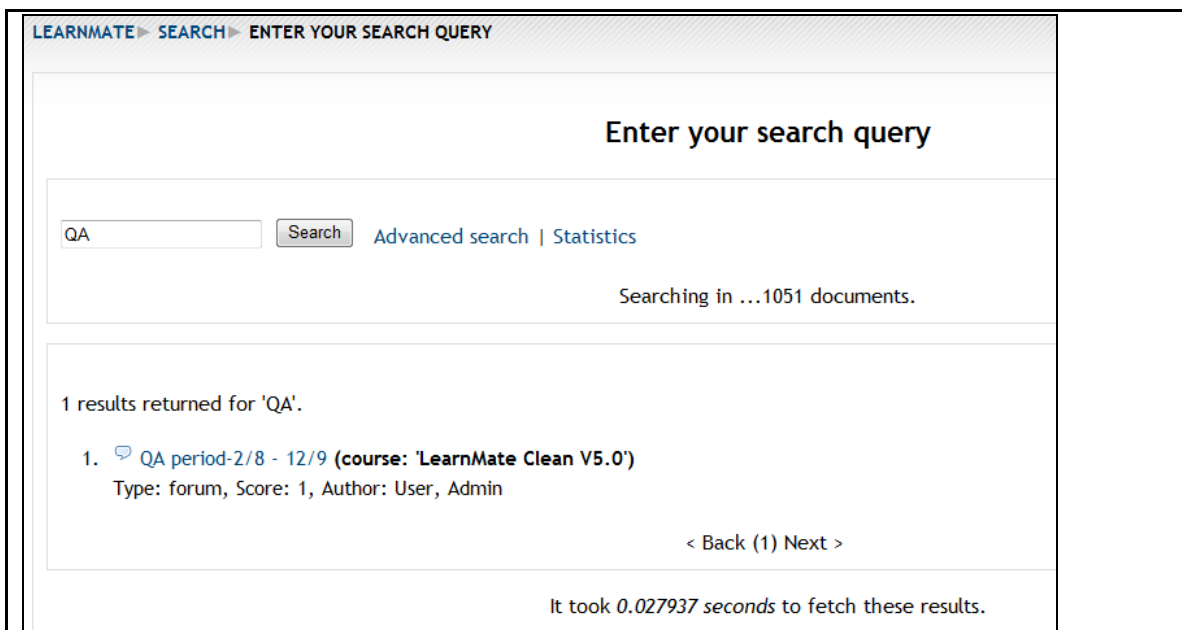 LEARNMATE► SEARCH► ENTER YOUR SEARCH QUERY
Enter your search query
QA Search Advanced search | Statistics
Searching in ...1051 documents.
1 results returned for 'QA'.
1. QA period-2/8 - 12/9 (course: 'LearnMate Clean V5.0')
Type: forum, Score: 1, Author: User, Admin
< Back (1) Next >
It took 0.027937 seconds to fetch these results.